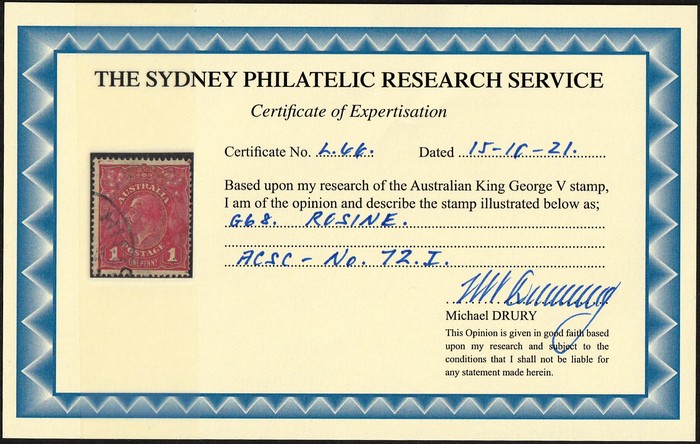 THE SYDNEY PHILATELIC RESEARCH SERVICE
Certificate of Expertisation
Certificate No. L.66. Dated 15-10-21.
Based upon my research of the Australian King George V stamp,
I am of the opinion and describe the stamp illustrated below as;
G68. ROSINE.
ACSC - No. 72.I.
AUSTRALIA
POSTAGE
1 1
ONE PENNY
Michael DRURY
This Opinion is given in good faith based
upon my research and subject to the
conditions that I shall not be liable for
any statement made herein.